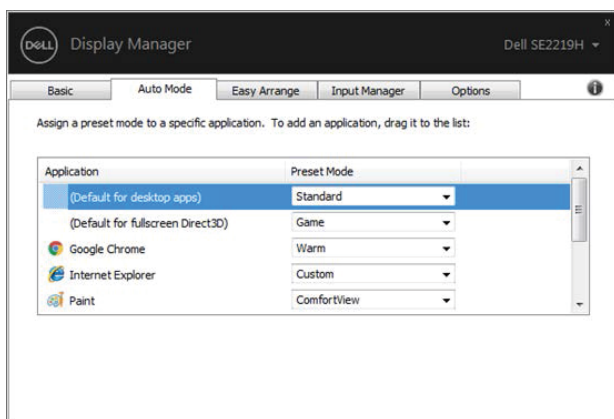 x
DELL Display Manager Dell SE2219H
Basic Auto Mode Easy Arrange Input Manager Options i
Assign a preset mode to a specific application. To add an application, drag it to the list:
Application Preset Mode
(Default for desktop apps) Standard
(Default for fullscreen Direct3D) Game
Google Chrome Warm
Internet Explorer Custom
Paint ComfortView